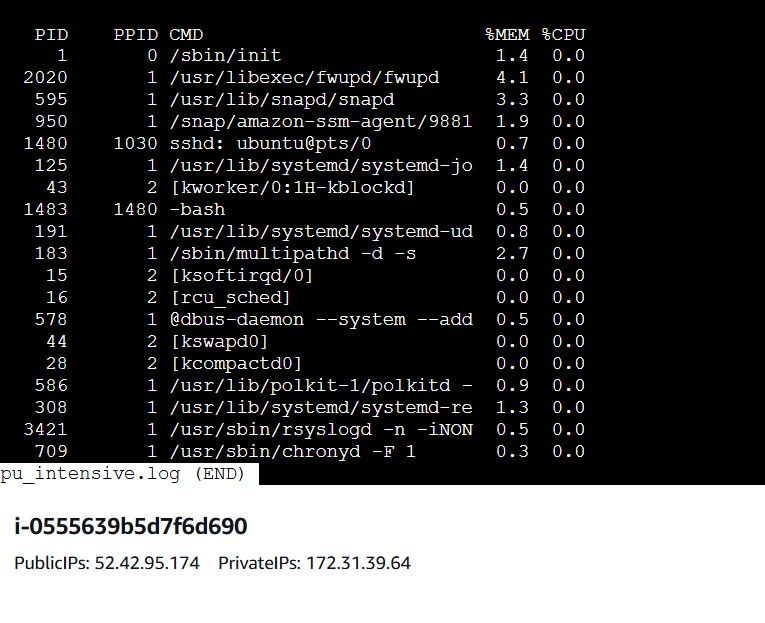 PID PPID CMD %MEM %CPU
1 0 /sbin/init 1.4 0.0
2020 1 /usr/libexec/fwupd/fwupd 4.1 0.0
595 1 /usr/lib/snapd/snapd 3.3 0.0
950 1 /snap/amazon-ssm-agent/9881 1.9 0.0
1480 1030 sshd: ubuntu@pts/0 0.7 0.0
125 1 /usr/lib/systemd/systemd-jo 1.4 0.0
43 2 [kworker/0:1H-kblockd] 0.0 0.0
1483 1480 -bash 0.5 0.0
191 1 /usr/lib/systemd/systemd-ud 0.8 0.0
183 1 /sbin/multipathd -d -s 2.7 0.0
15 2 [ksoftirqd/0] 0.0 0.0
16 2 [rcu_sched] 0.0 0.0
578 1 @dbus-daemon --system --add 0.5 0.0
44 2 [kswapd0] 0.0 0.0
28 2 [kcompactd0] 0.0 0.0
586 1 /usr/lib/polkit-1/polkitd - 0.9 0.0
308 1 /usr/lib/systemd/systemd-re 1.3 0.0
3421 1 /usr/sbin/rsyslogd -n -iNON 0.5 0.0
709 1 /usr/sbin/chronyd -F 1 0.3 0.0
pu_intensive.log (END)
i-0555639b5d7f6d690
PublicIPs: 52.42.95.174 PrivateIPs: 172.31.39.64